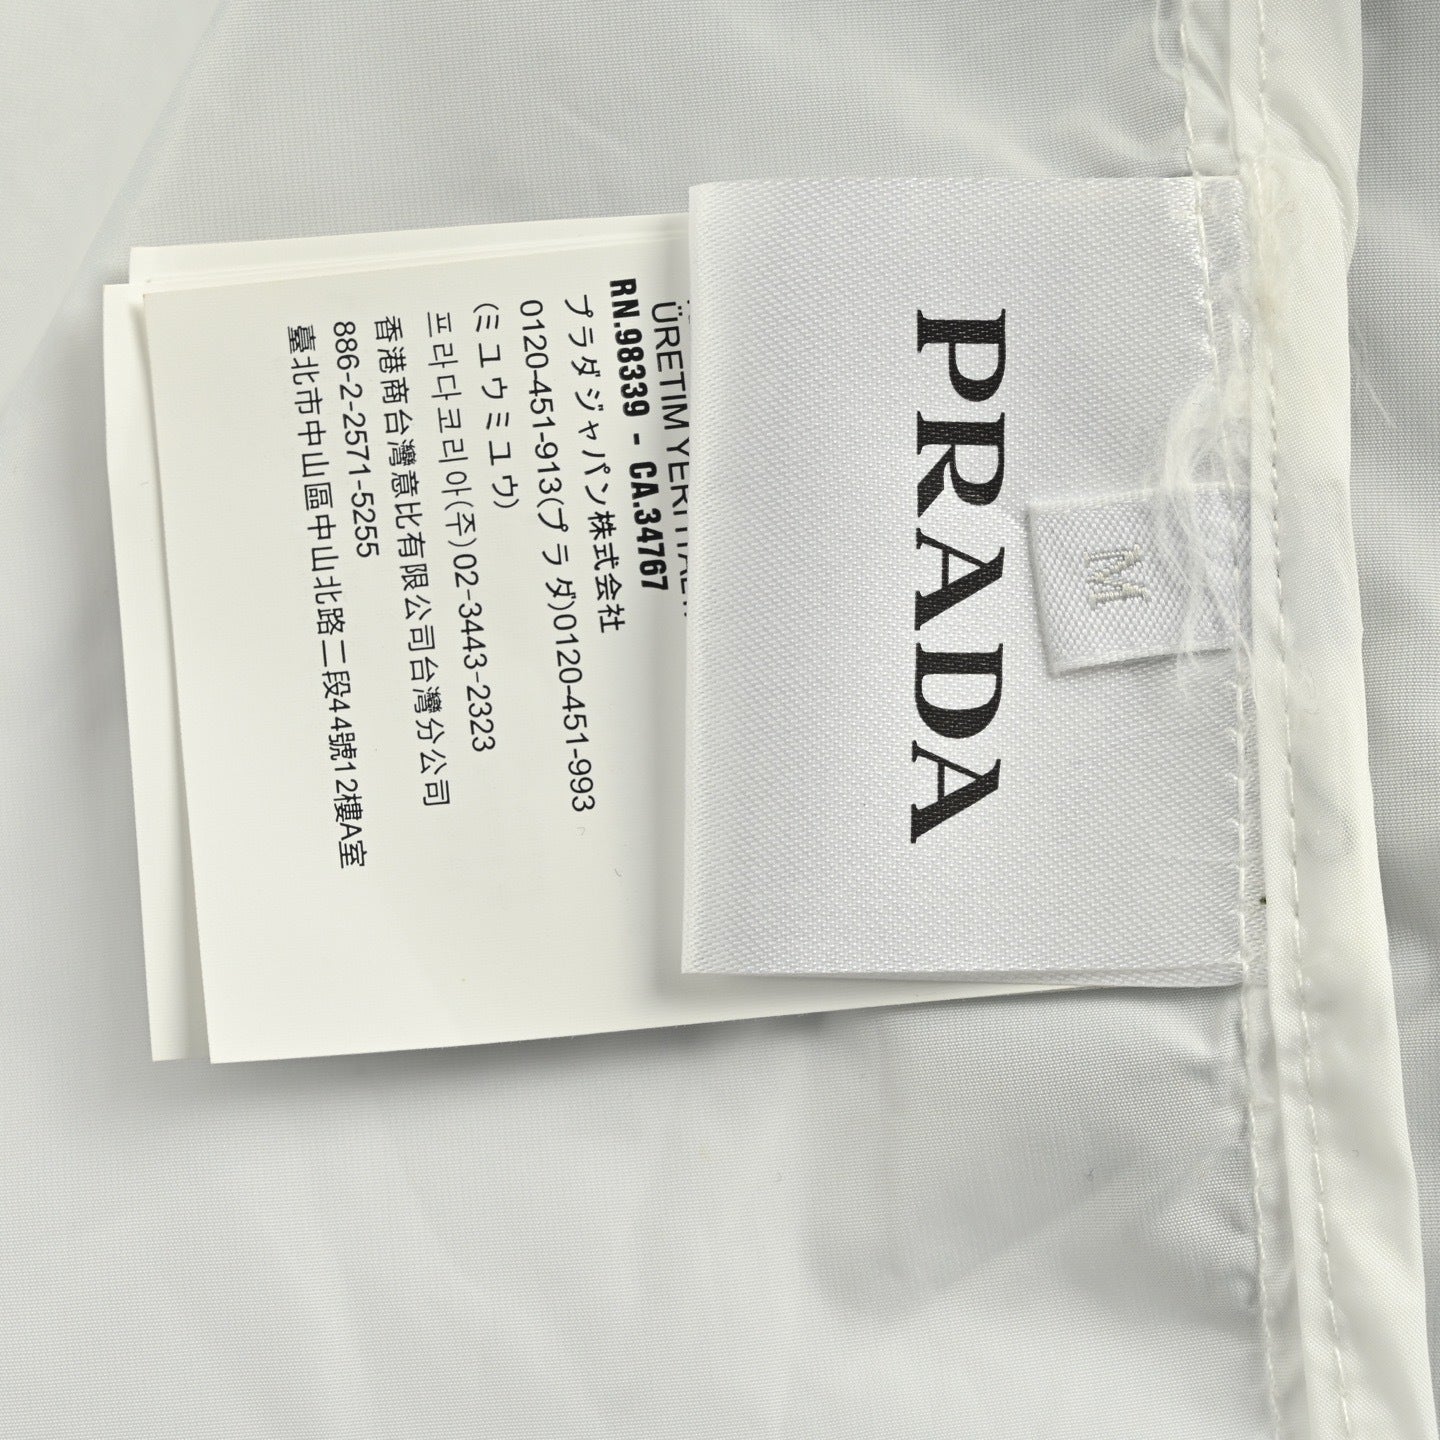 M
PRADA
ÜRETİM YERİ İTALY
RN.98339 - CA.34767
プラダジャパン株式会社
0120-451-913(プラダ)0120-451-993
(ミュウミュウ)
프라다코리아(주)02-3443-2323
香港商台灣意比有限公司台灣分公司
886-2-2571-5255
臺北市中山區中山北路二段44號12樓A室